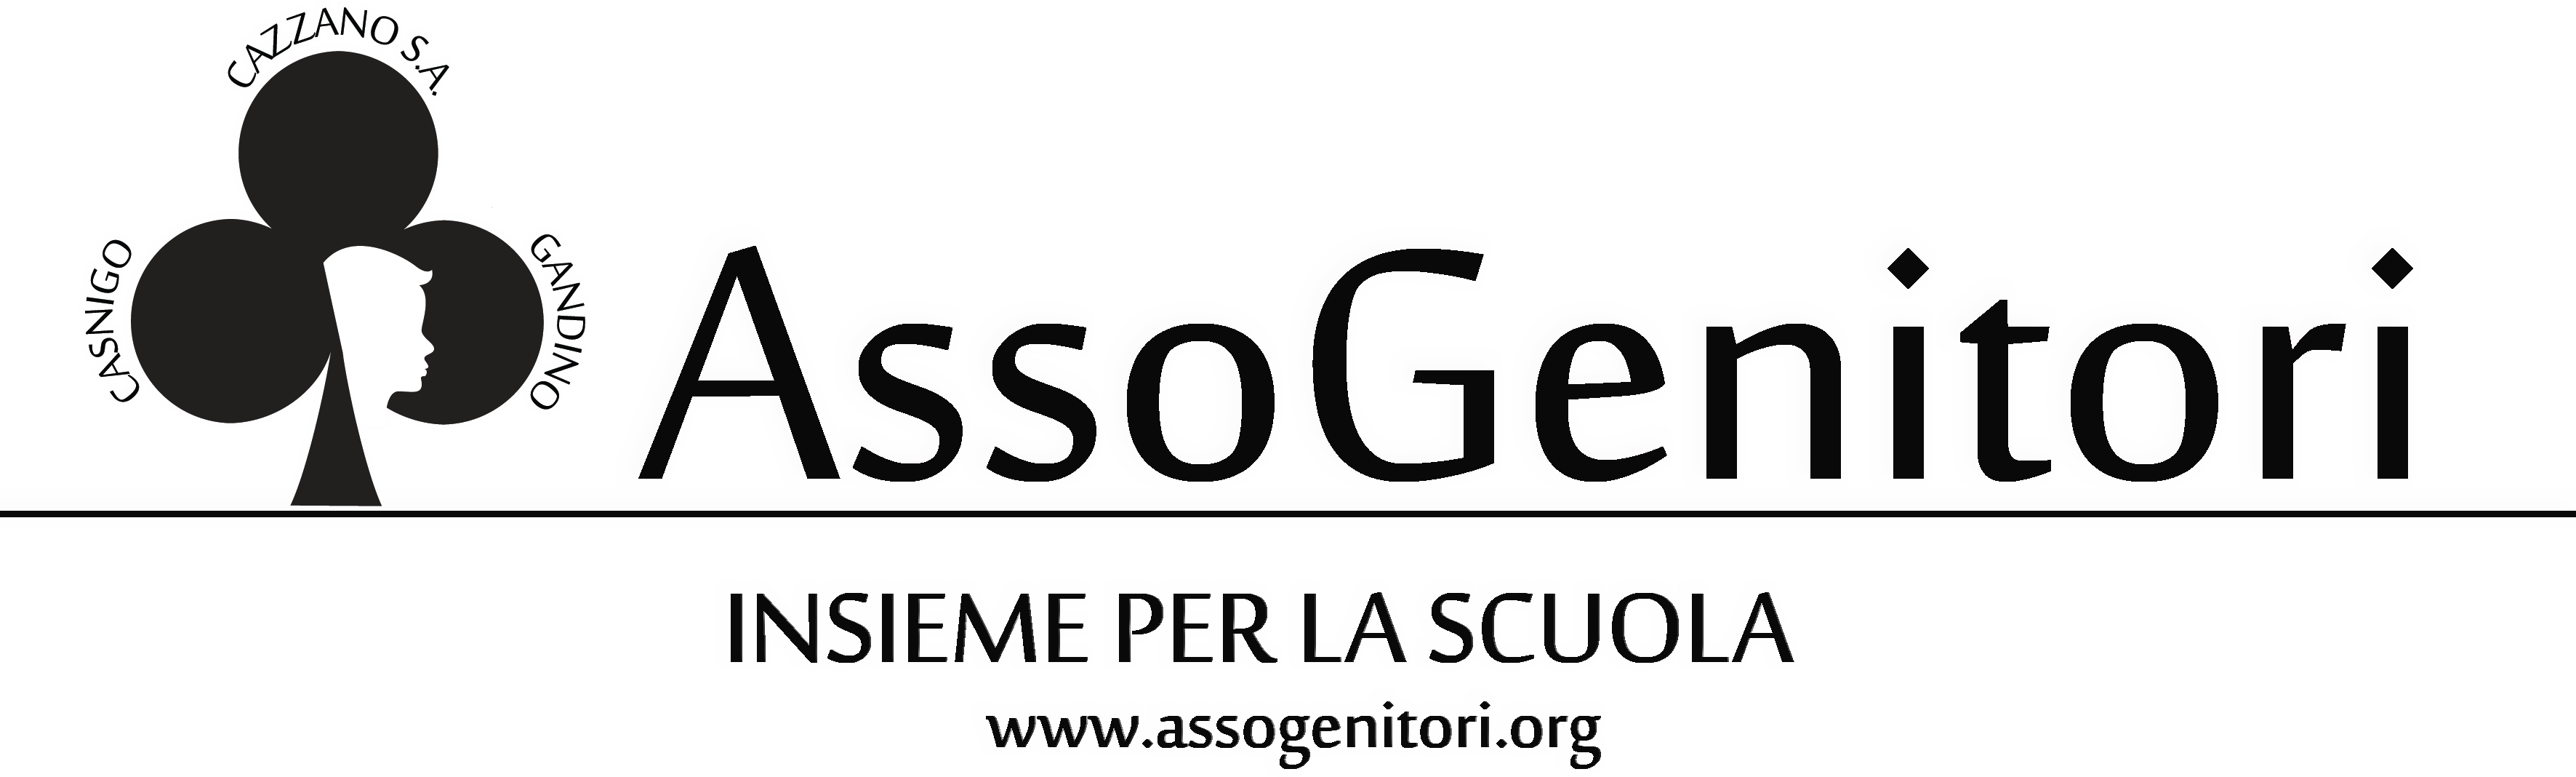 CAZZANO S.A.
CASNIGO
GANDINO
AssoGenitori
INSIEME PER LA SCUOLA
www.assogenitori.org